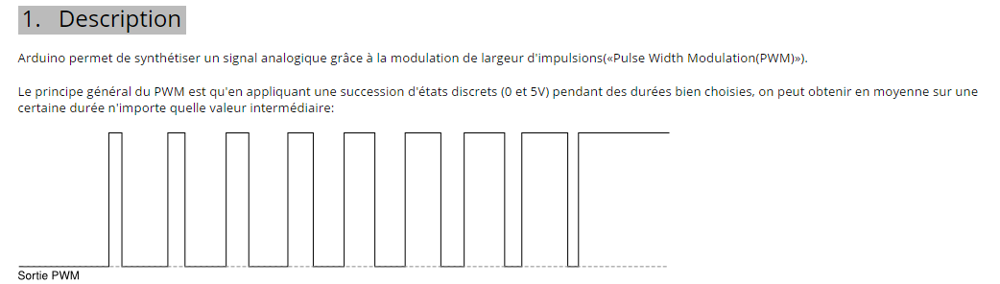 1. Description
Arduino permet de synthétiser un signal analogique grâce à la modulation de largeur d'impulsions(«Pulse Width Modulation(PWM)»).
Le principe général du PWM est qu'en appliquant une succession d'états discrets (0 et 5V) pendant des durées bien choisies, on peut obtenir en moyenne sur une
certaine durée n'importe quelle valeur intermédiaire:
Sortie PWM